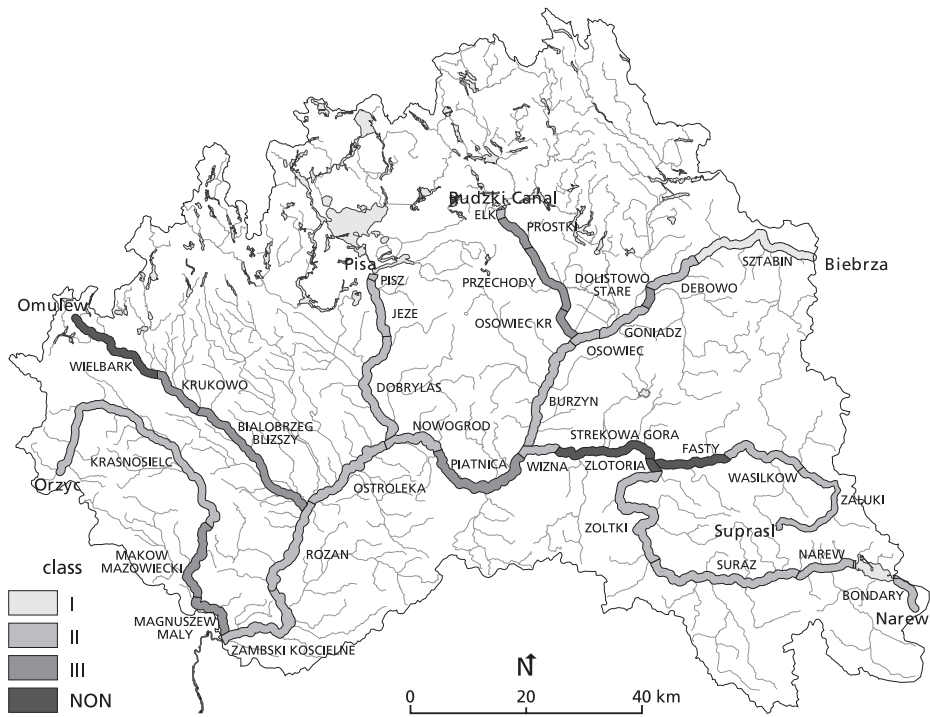 Rudzki Canal
ELK
PROSTKI
SZTABIN
Biebrza
Pisa
PISZ
PRZECHODY
DOLISTOWO
STARE
DEBOWO
Omulew
JEZE
OSOWIEC KR
GONIADZ
OSOWIEC
WIELBARK
KRUKOWO
DOBRYLAS
BURZYN
BIALOBRZEG
BLIZSZY
NOWOGROD
STREKOWA GORA
FASTY
KRASNOSIELC
PIATNICA
WIZNA
ZLOTORIA
WASILKOW
Orzyc
OSTROLEKA
ZALUKI
ZOLTKI
Suprasl
MAKOW
MAZOWIECKI
ROZAN
NAREW
SURAZ
BONDARY
Narew
class
I
II
III
NON
MAGNUSZEW
MALY
ZAMBSKI KOSCIELNE
N
0 20 40 km